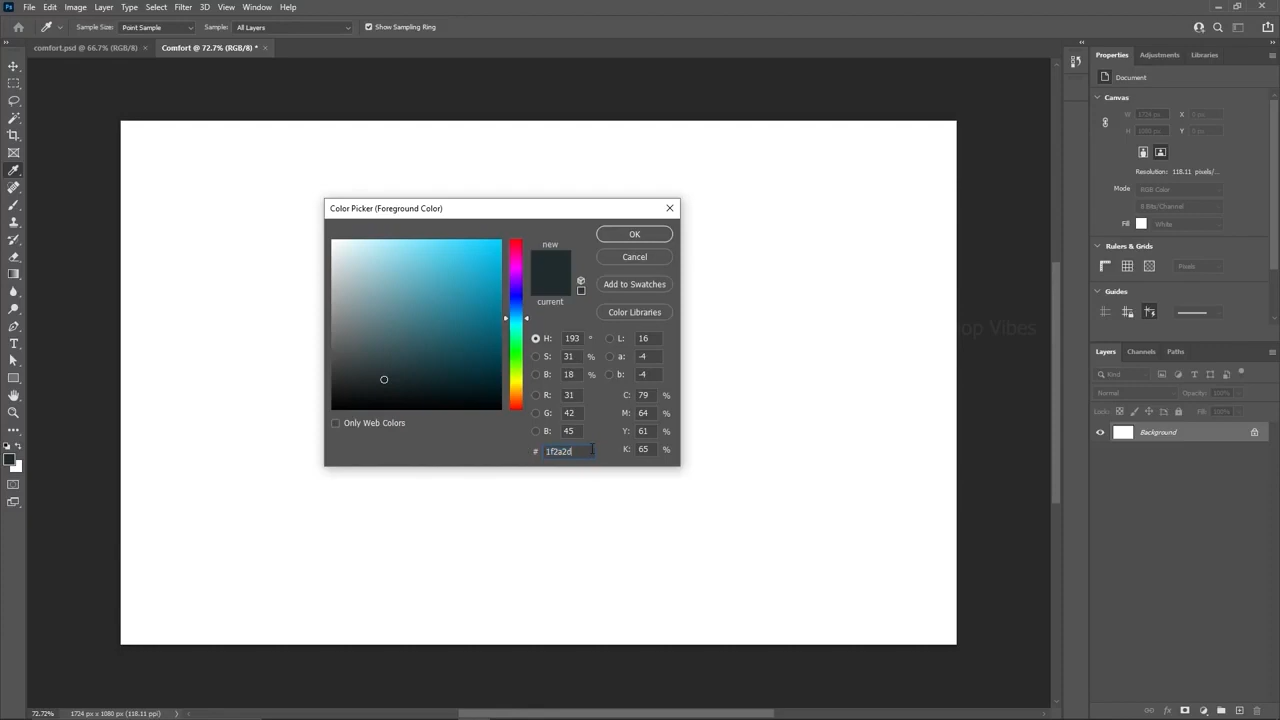 Ps File Edit Image Layer Type Select Filter 3D View Window Help
Sample Size: Point Sample Sample: All Layers Show Sampling Ring
comfort.psd @ 66.7% (RGB/8) × Comfort @ 72.7% (RGB/8) * ×
Properties Adjustments Libraries
Document
Canvas
W 1724 px X 0 px
H 1080 px Y 0 px
Resolution: 118.11 pixels/...
Mode RGB Color
8 Bits/Channel
Fill White
Rulers & Grids
Pixels
Guides
op Vibes
Layers Channels Paths
Kind
Normal Opacity: 100%
Lock: Fill: 100%
Background
Color Picker (Foreground Color)
new
current
OK
Cancel
Add to Swatches
Color Libraries
H: 193 ° L: 16
S: 31 % a: -4
B: 18 % b: -4
R: 31 C: 79 %
G: 42 M: 64 %
B: 45 Y: 61 %
# 1f2a2d K: 65 %
Only Web Colors
72.72% 1724 px x 1080 px (118.11 ppi)